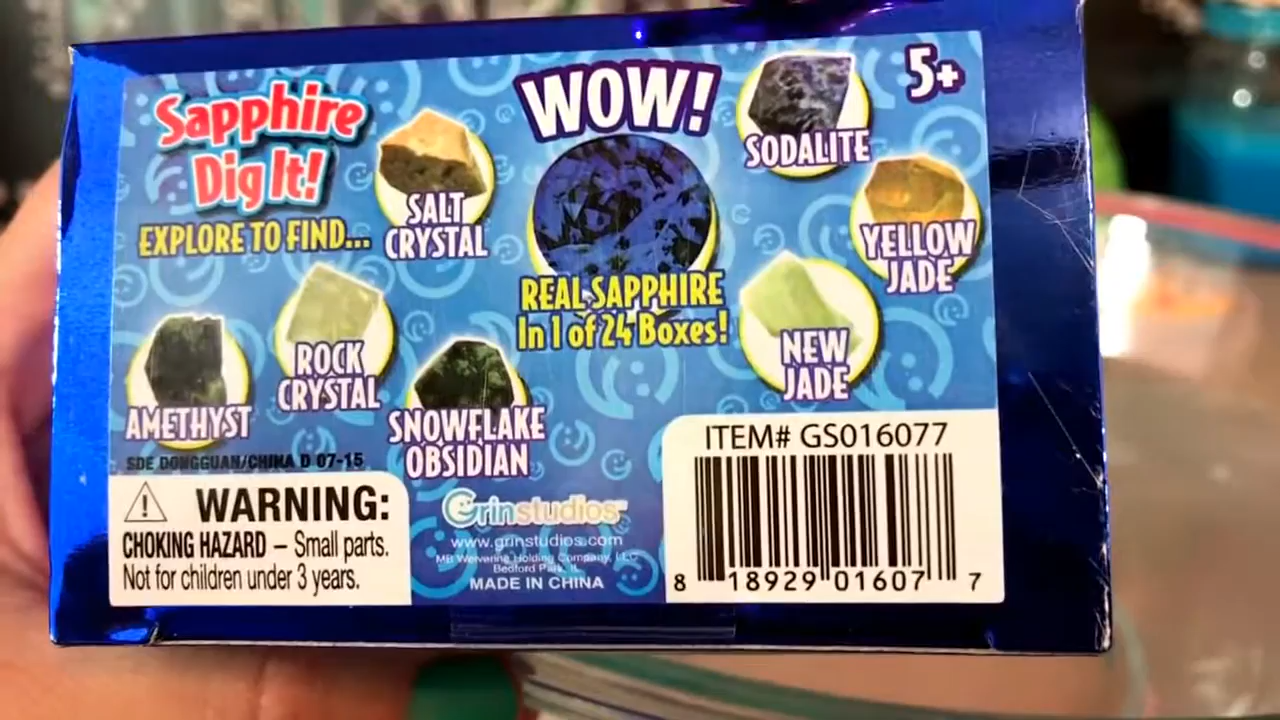 Sapphire
Dig It!
EXPLORE TO FIND...
SALT
CRYSTAL
WOW!
REAL SAPPHIRE
In 1 of 24 Boxes!
SODALITE
5+
YELLOW
JADE
NEW
JADE
ROCK
CRYSTAL
AMETHYST
SNOWFLAKE
OBSIDIAN
SDE DONGGUAN/CHINA D 07-15
WARNING:
CHOKING HAZARD – Small parts.
Not for children under 3 years.
Grinstudios
www.grinstudios.com
MB Werverine Holding Company, LLC
Bedford Park, IL
MADE IN CHINA
ITEM# GS016077
8 18929 01607 7